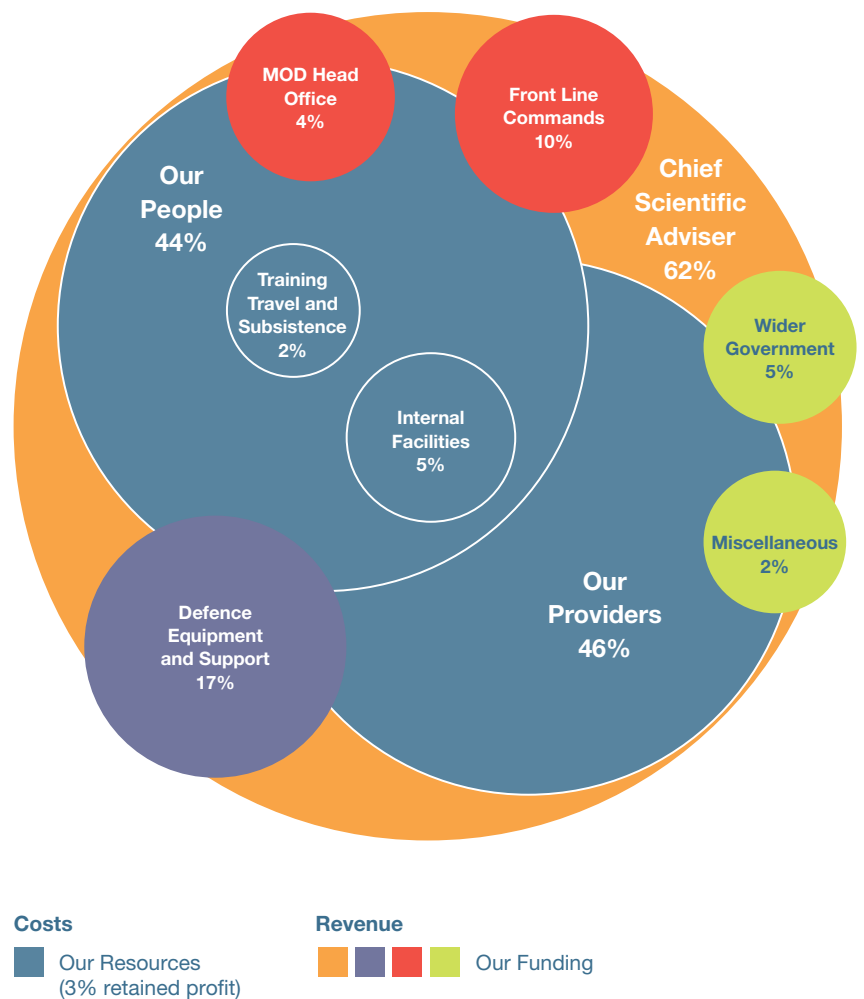 MOD Head
Office
4%
Front Line
Commands
10%
Our
People
44%
Chief
Scientific
Adviser
62%
Training
Travel and
Subsistence
2%
Wider
Government
5%
Internal
Facilities
5%
Miscellaneous
2%
Our
Providers
46%
Defence
Equipment
and Support
17%
Costs
Our Resources
(3% retained profit)
Revenue
Our Funding